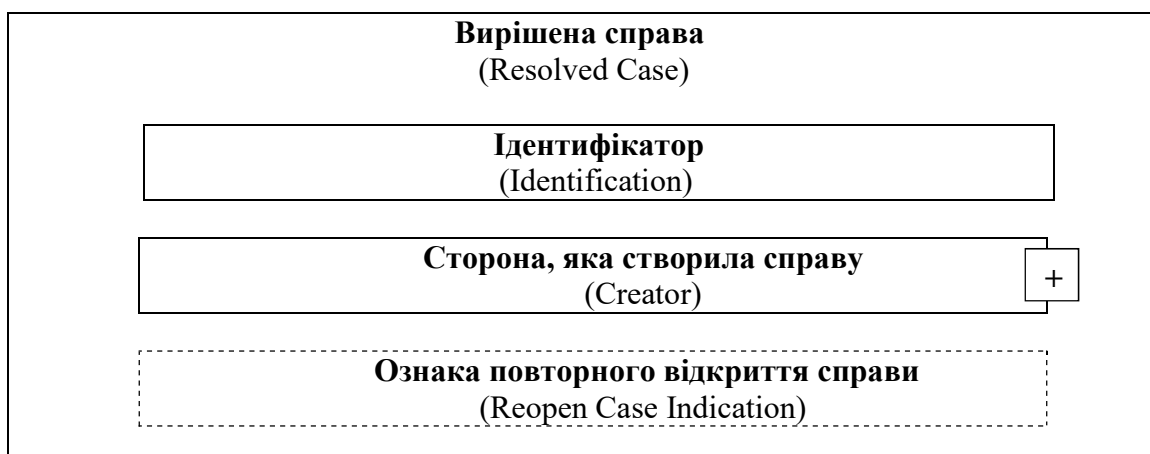 Вирішена справа
(Resolved Case)
Ідентифікатор
(Identification)
Сторона, яка створила справу
(Creator)
+
Ознака повторного відкриття справи
(Reopen Case Indication)